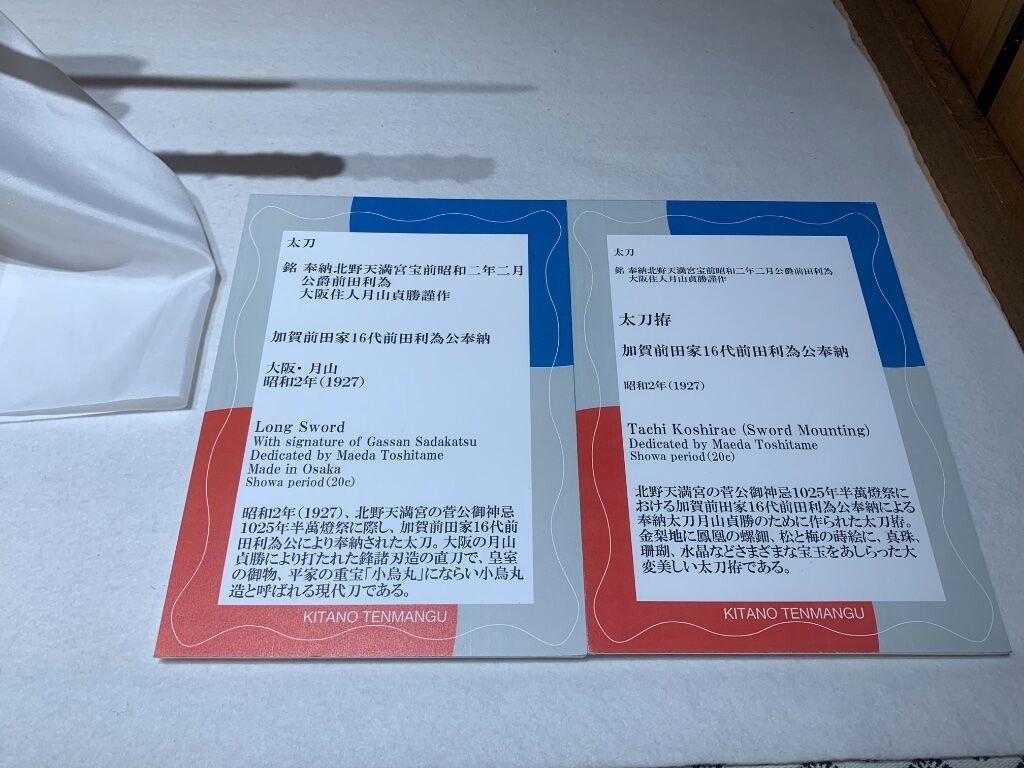 太刀
銘 奉納北野天満宮宝前昭和二年二月
公爵前田利為
大阪住人月山貞勝謹作
加賀前田家16代前田利為公奉納
大阪・月山
昭和2年(1927)
Long Sword
With signature of Gassan Sadakatsu
Dedicated by Maeda Toshitame
Made in Osaka
Showa period(20c)
昭和2年(1927)、北野天満宮の菅公御神忌
1025年半萬燈祭に際し、加賀前田家16代前
田利為公により奉納された太刀。大阪の月山
貞勝により打たれた鋒諸刃造の直刀で、皇室
の御物、平家の重宝「小烏丸」にならい小烏丸
造と呼ばれる現代刀である。
KITANO TENMANGU
太刀
銘 奉納北野天満宮宝前昭和二年二月公爵前田利為
大阪住人月山貞勝謹作
太刀拵
加賀前田家16代前田利為公奉納
昭和2年(1927)
Tachi Koshirae (Sword Mounting)
Dedicated by Maeda Toshitame
Showa period(20c)
北野天満宮の菅公御神忌1025年半萬燈祭に
おける加賀前田家16代前田利為公奉納による
奉納太刀月山貞勝のために作られた太刀拵。
金梨地に鳳凰の螺鈿、松と梅の蒔絵に、真珠、
珊瑚、水晶などさまざまな宝玉をあしらった大
変美しい太刀拵である。
KITANO TENMANGU